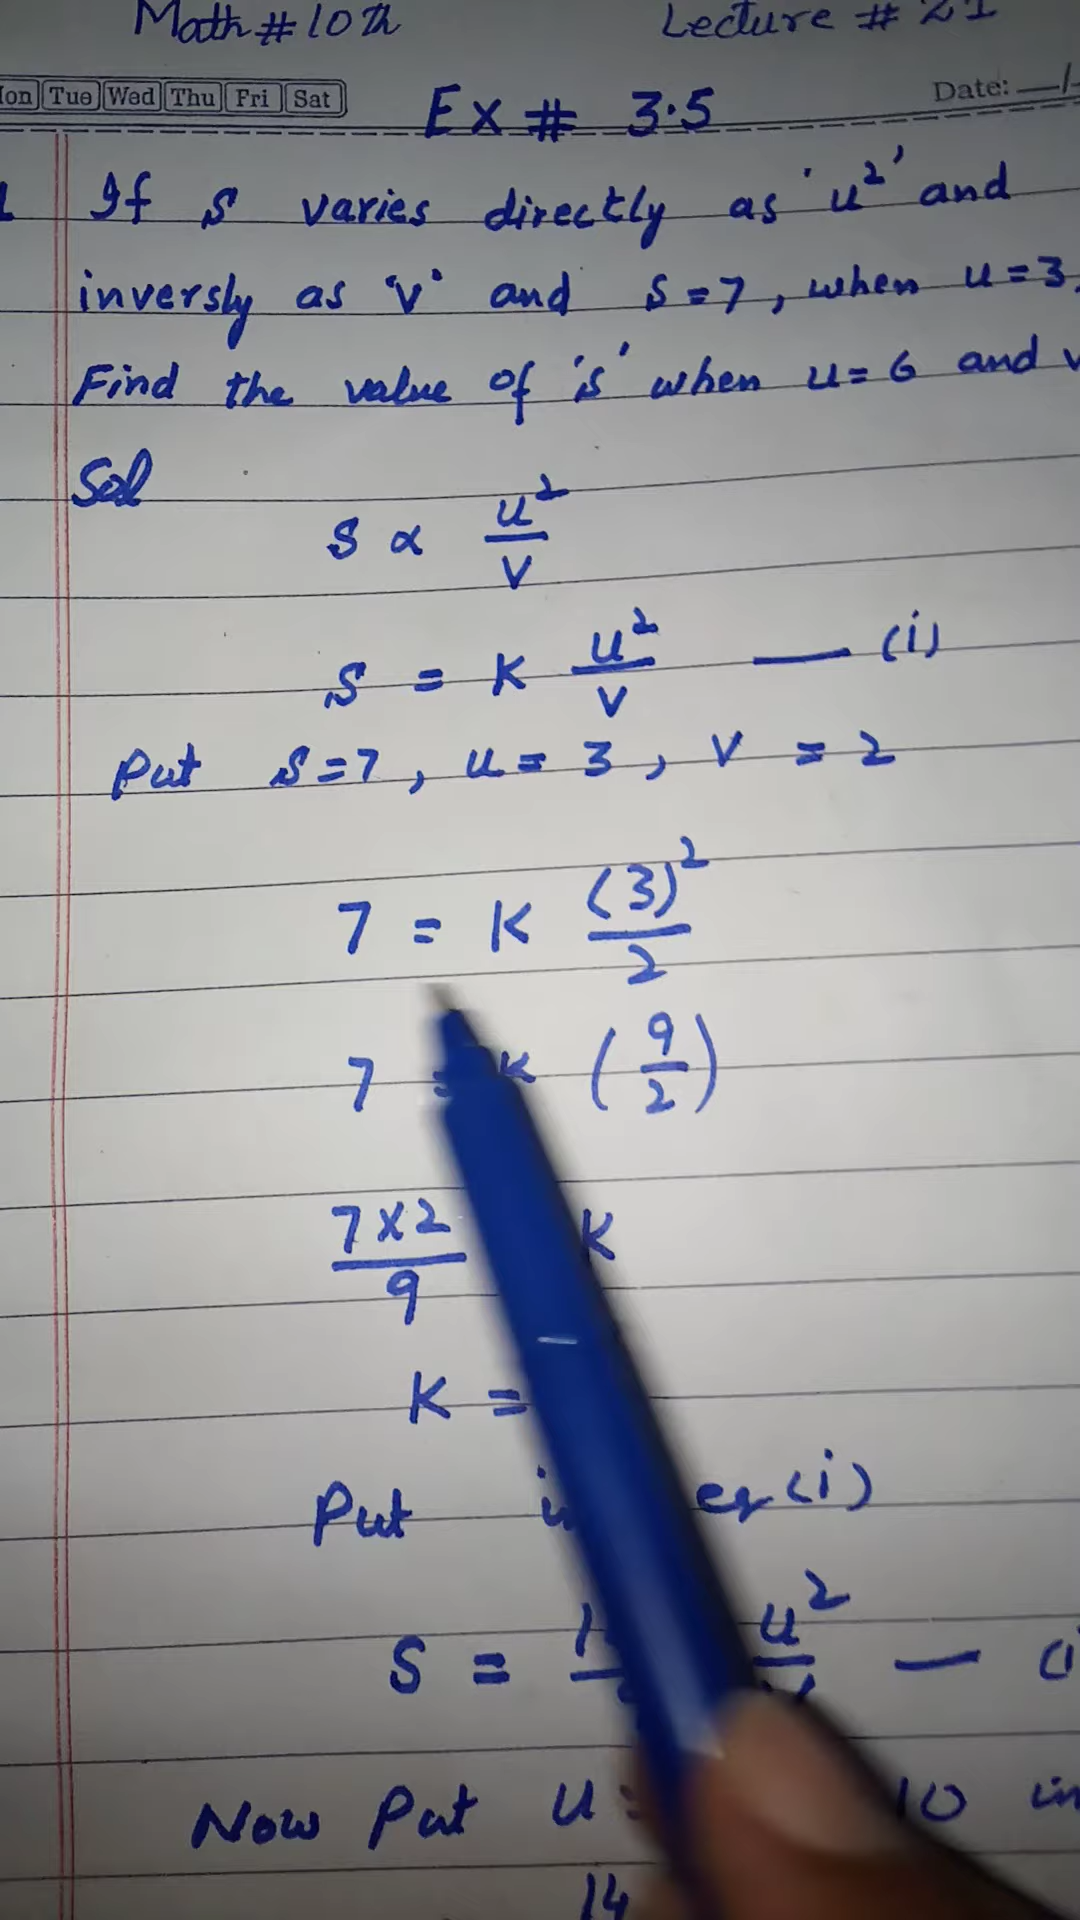 Math # 10th Lecture # 21
Tue Wed Thu Fri Sat Date:
Ex # 3.5
If S varies directly as 'u²' and
inversly as 'v' and S=7, when u=3,
Find the value of 's' when u=6 and v
Sol
S ∝ u²/v
S = K u²/v — (i)
Put S=7, u=3, V=2
7 = K (3)²/2
7 = K (9/2)
7×2/9 K
K =
Put eq(i)
S = u²
Now Put u 10 in
14